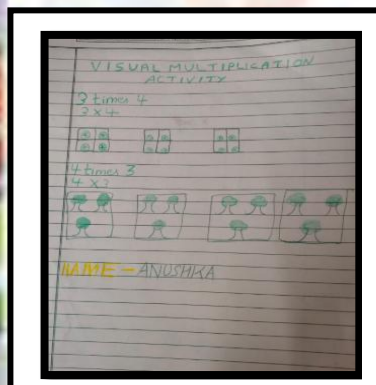 VISUAL MULTIPLICATION
ACTIVITY
3 times 4
3 x 4
4 times 3
4 x 3
NAME - ANUSHKA